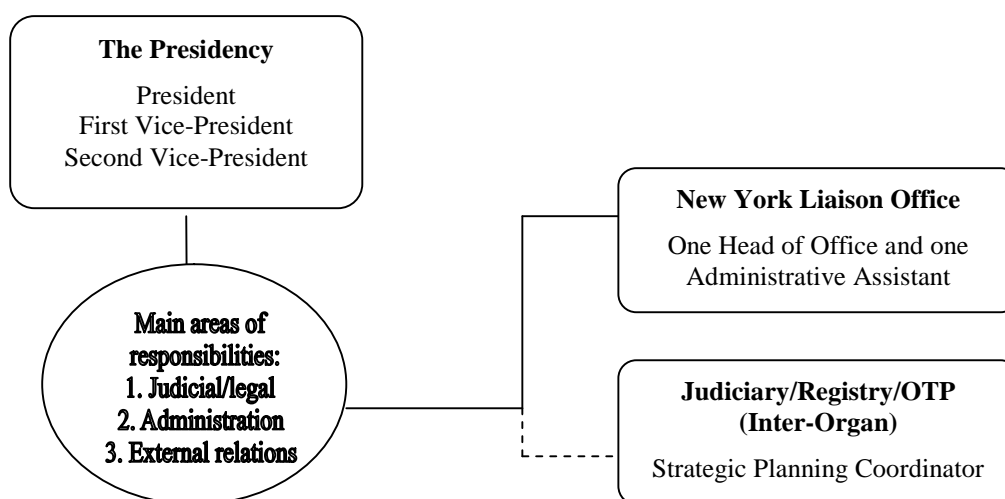 The Presidency
President
First Vice-President
Second Vice-President
New York Liaison Office
One Head of Office and one
Administrative Assistant
Main areas of
responsibilities:
1. Judicial/legal
2. Administration
3. External relations
Judiciary/Registry/OTP
(Inter-Organ)
Strategic Planning Coordinator